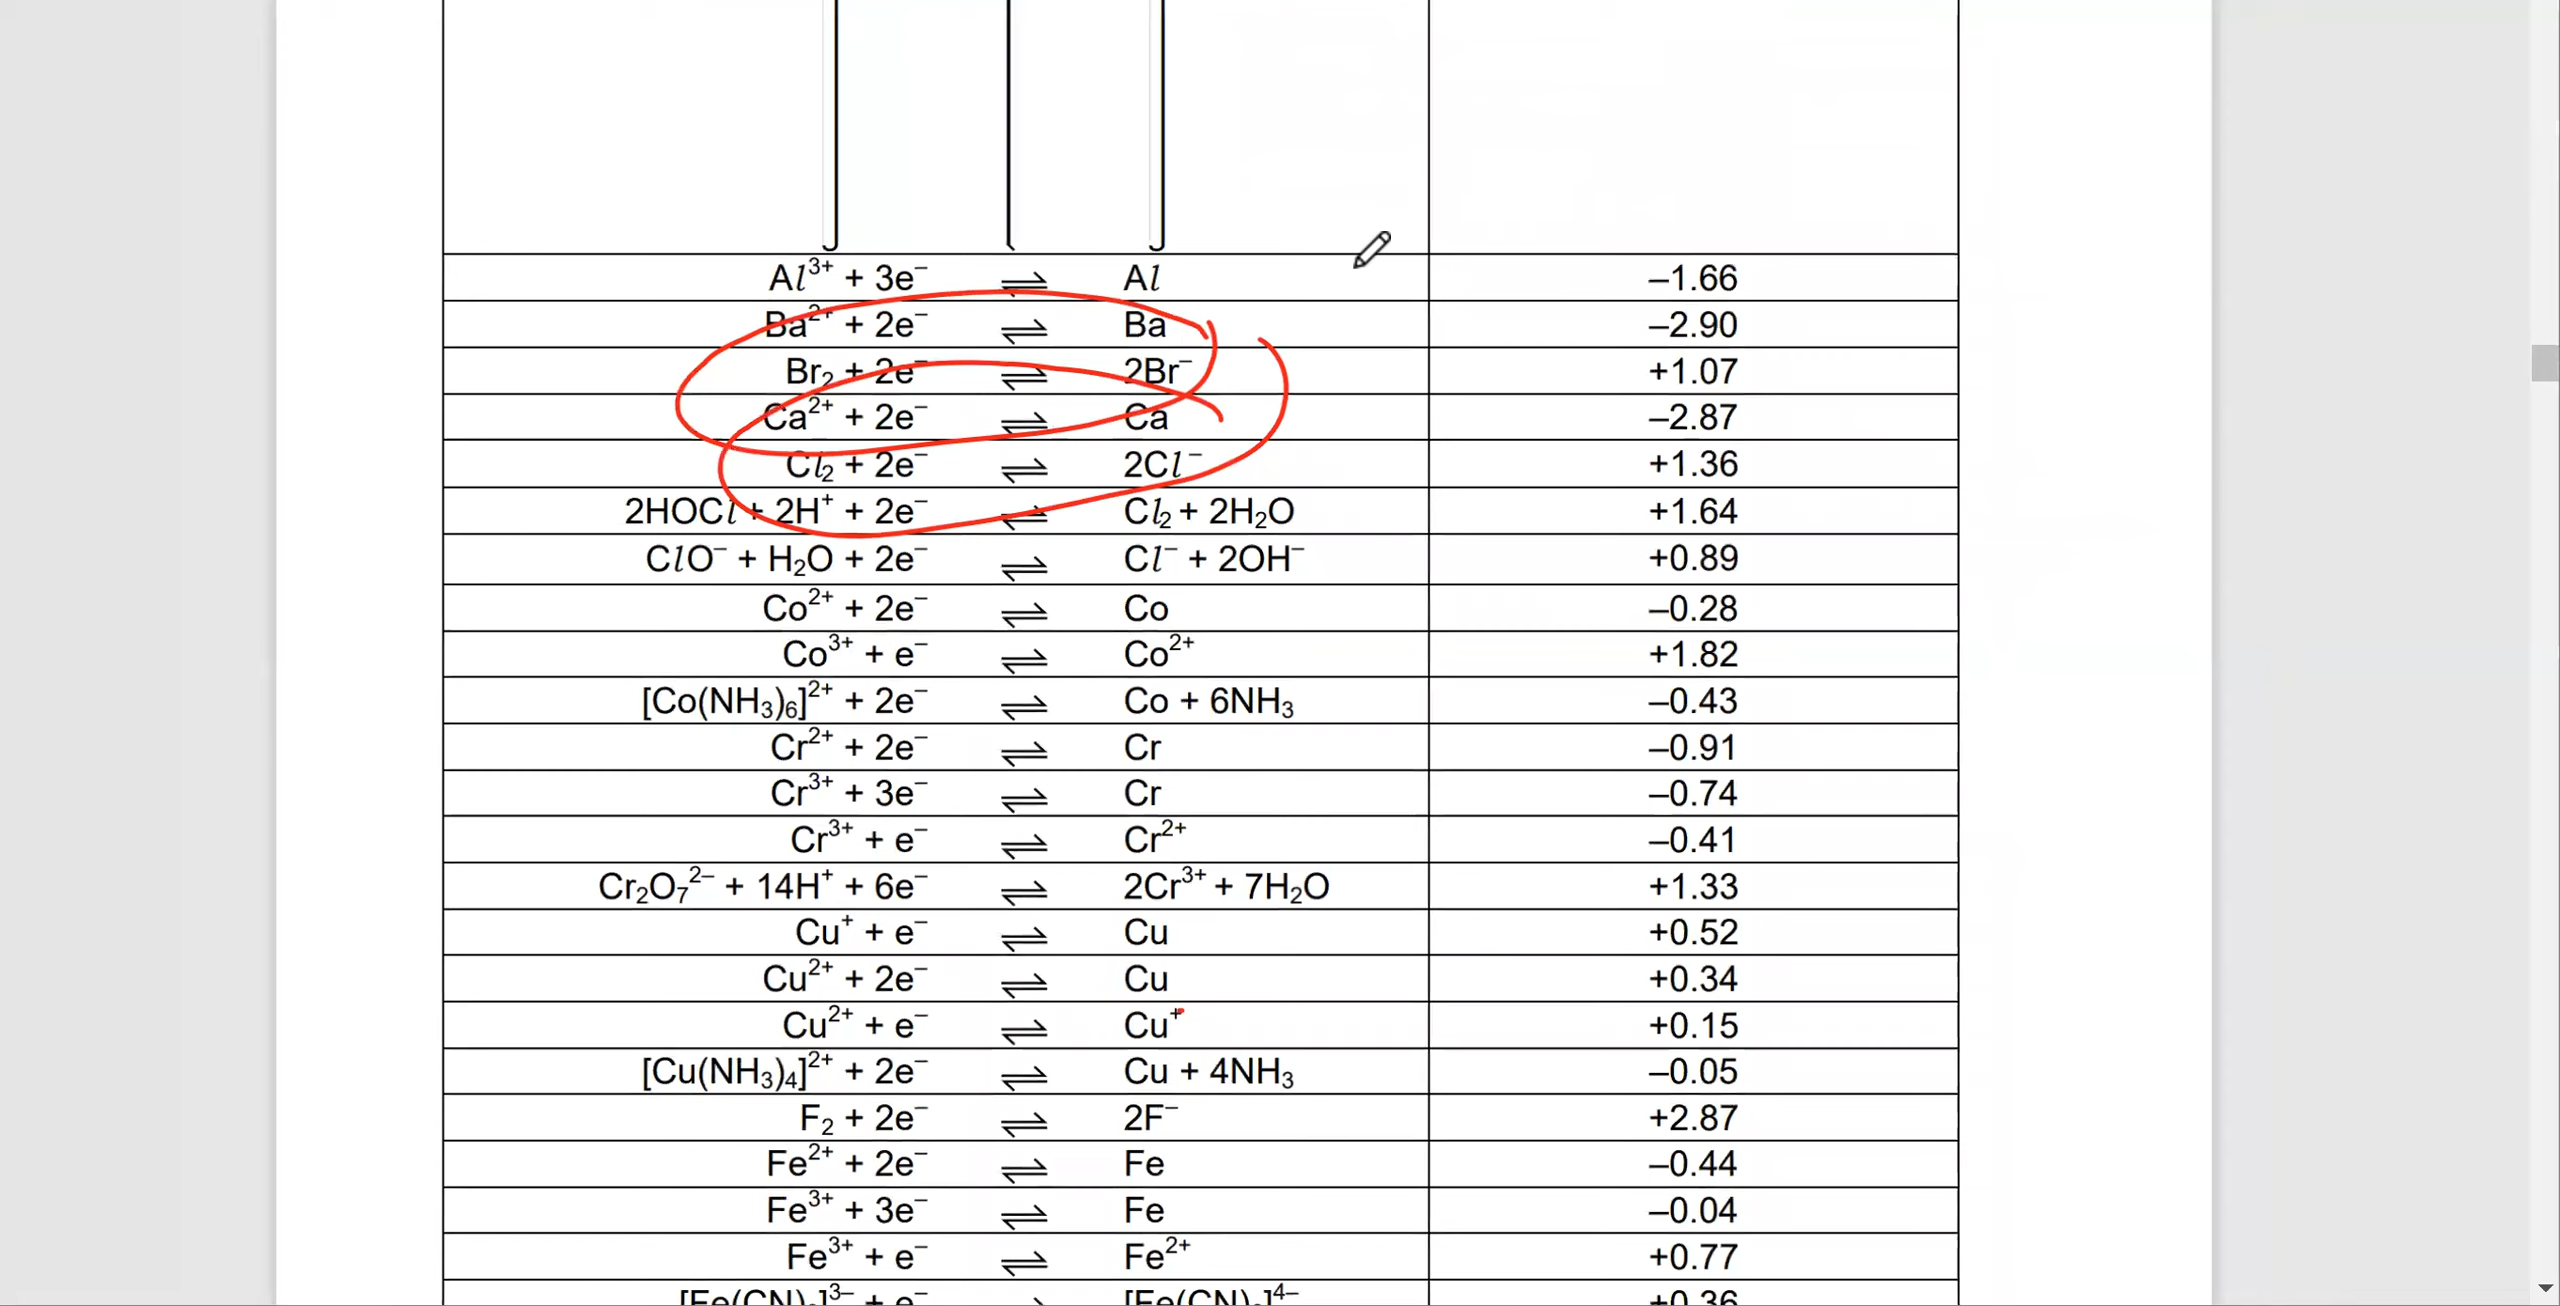 Al³⁺ + 3e⁻ ⇌ Al –1.66
Ba²⁺ + 2e⁻ ⇌ Ba –2.90
Br₂ + 2e⁻ ⇌ 2Br⁻ +1.07
Ca²⁺ + 2e⁻ ⇌ Ca –2.87
Cl₂ + 2e⁻ ⇌ 2Cl⁻ +1.36
2HOCl + 2H⁺ + 2e⁻ ⇌ Cl₂ + 2H₂O +1.64
ClO⁻ + H₂O + 2e⁻ ⇌ Cl⁻ + 2OH⁻ +0.89
Co²⁺ + 2e⁻ ⇌ Co –0.28
Co³⁺ + e⁻ ⇌ Co²⁺ +1.82
[Co(NH₃)₆]²⁺ + 2e⁻ ⇌ Co + 6NH₃ –0.43
Cr²⁺ + 2e⁻ ⇌ Cr –0.91
Cr³⁺ + 3e⁻ ⇌ Cr –0.74
Cr³⁺ + e⁻ ⇌ Cr²⁺ –0.41
Cr₂O₇²⁻ + 14H⁺ + 6e⁻ ⇌ 2Cr³⁺ + 7H₂O +1.33
Cu⁺ + e⁻ ⇌ Cu +0.52
Cu²⁺ + 2e⁻ ⇌ Cu +0.34
Cu²⁺ + e⁻ ⇌ Cu⁺ +0.15
[Cu(NH₃)₄]²⁺ + 2e⁻ ⇌ Cu + 4NH₃ –0.05
F₂ + 2e⁻ ⇌ 2F⁻ +2.87
Fe²⁺ + 2e⁻ ⇌ Fe –0.44
Fe³⁺ + 3e⁻ ⇌ Fe –0.04
Fe³⁺ + e⁻ ⇌ Fe²⁺ +0.77